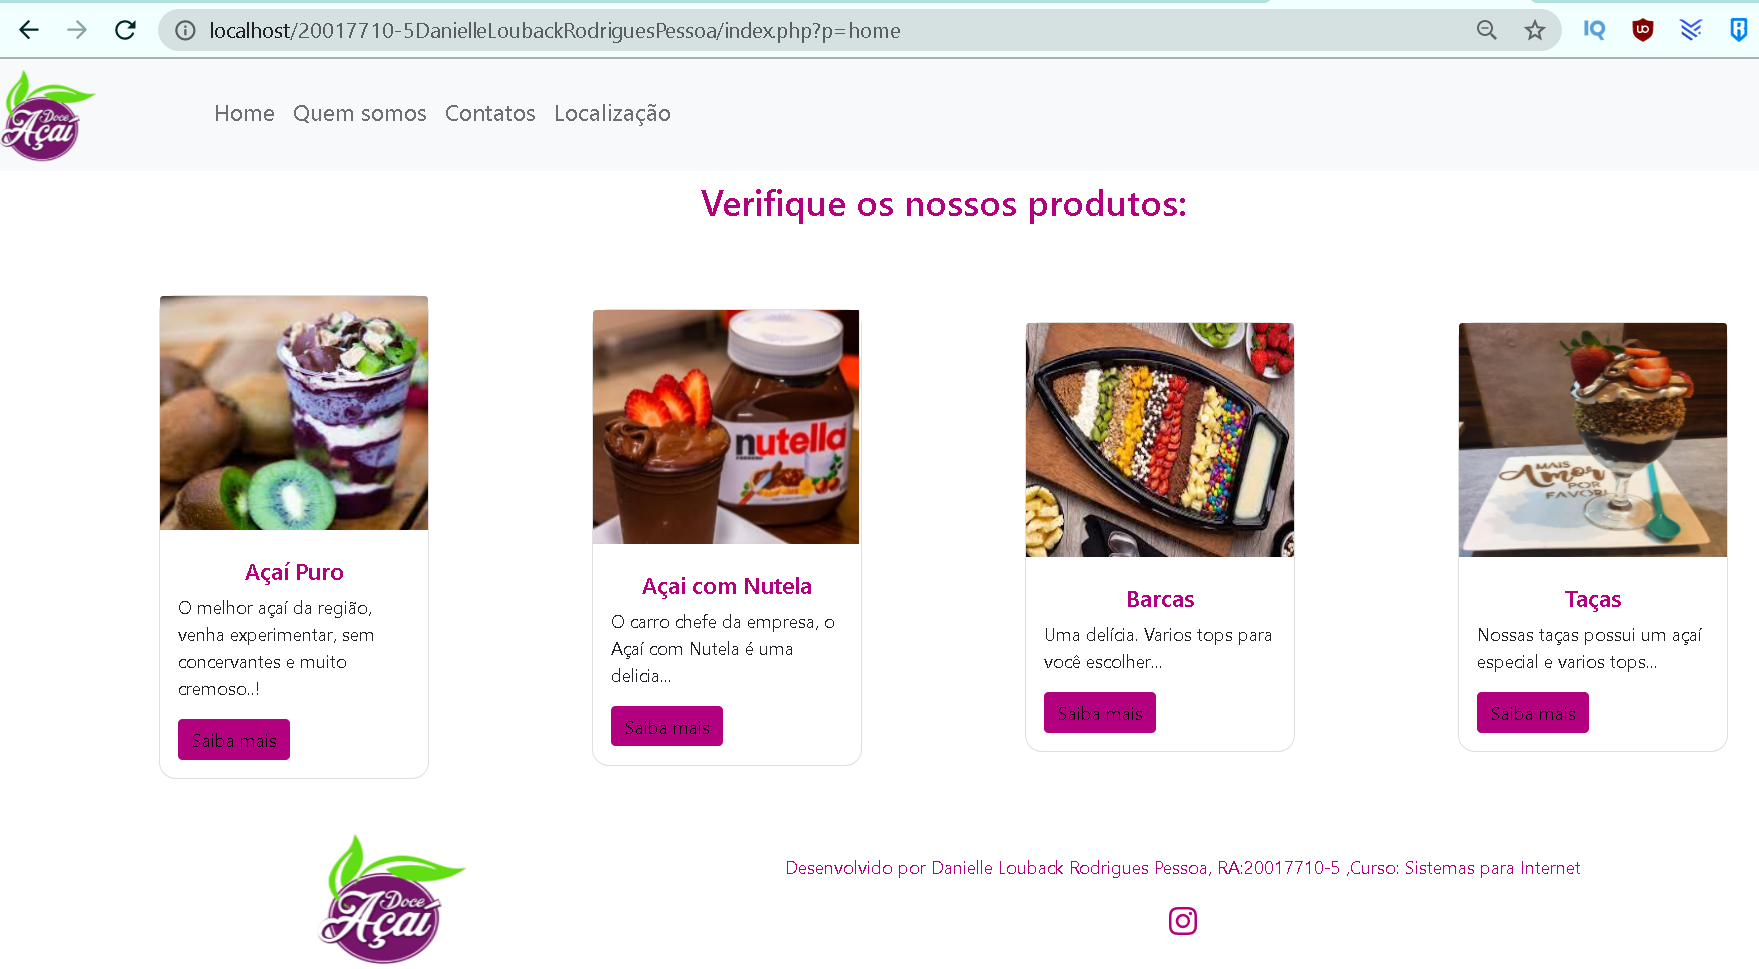 localhost/20017710-5DanielleLoubackRodriguesPessoa/index.php?p=home
IQ
Doce
Açaí
Home Quem somos Contatos Localização
Verifique os nossos produtos:
nutella
MAIS
Amor
POR
FAVOR!
Açaí Puro
O melhor açaí da região,
venha experimentar, sem
concervantes e muito
cremoso..!
Saiba mais
Açai com Nutela
O carro chefe da empresa, o
Açaí com Nutela é uma
delicia...
Saiba mais
Barcas
Uma delícia. Varios tops para
você escolher...
Saiba mais
Taças
Nossas taças possui um açaí
especial e varios tops...
Saiba mais
Doce
Açaí
Desenvolvido por Danielle Louback Rodrigues Pessoa, RA:20017710-5 ,Curso: Sistemas para Internet